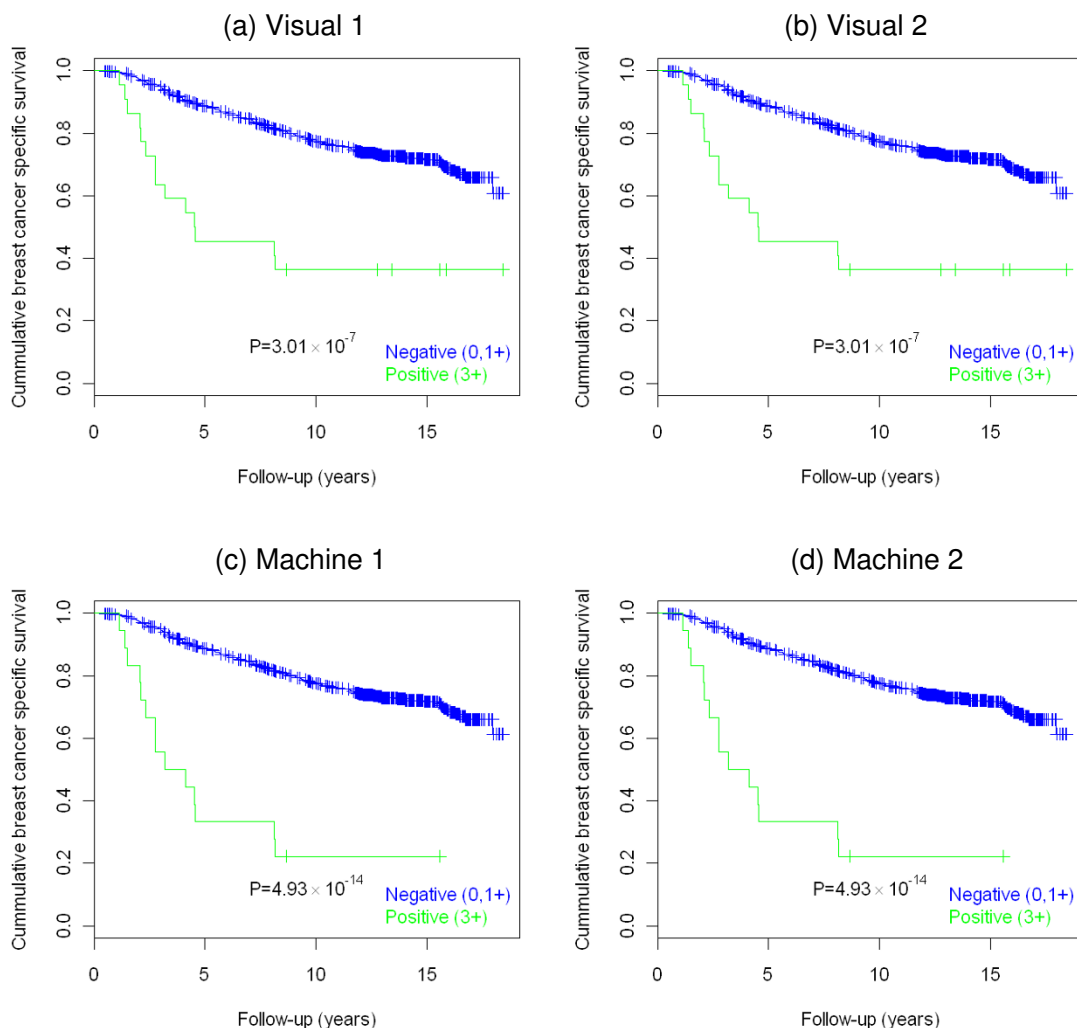 (a) Visual 1
Cummulative breast cancer specific survival
1.0
0.8
0.6
0.4
0.2
0.0
P=3.01 × 10⁻⁷
Negative (0,1+)
Positive (3+)
0 5 10 15
Follow-up (years)
(b) Visual 2
Cummulative breast cancer specific survival
1.0
0.8
0.6
0.4
0.2
0.0
P=3.01 × 10⁻⁷
Negative (0,1+)
Positive (3+)
0 5 10 15
Follow-up (years)
(c) Machine 1
Cummulative breast cancer specific survival
1.0
0.8
0.6
0.4
0.2
0.0
P=4.93 × 10⁻¹⁴
Negative (0,1+)
Positive (3+)
0 5 10 15
Follow-up (years)
(d) Machine 2
Cummulative breast cancer specific survival
1.0
0.8
0.6
0.4
0.2
0.0
P=4.93 × 10⁻¹⁴
Negative (0,1+)
Positive (3+)
0 5 10 15
Follow-up (years)